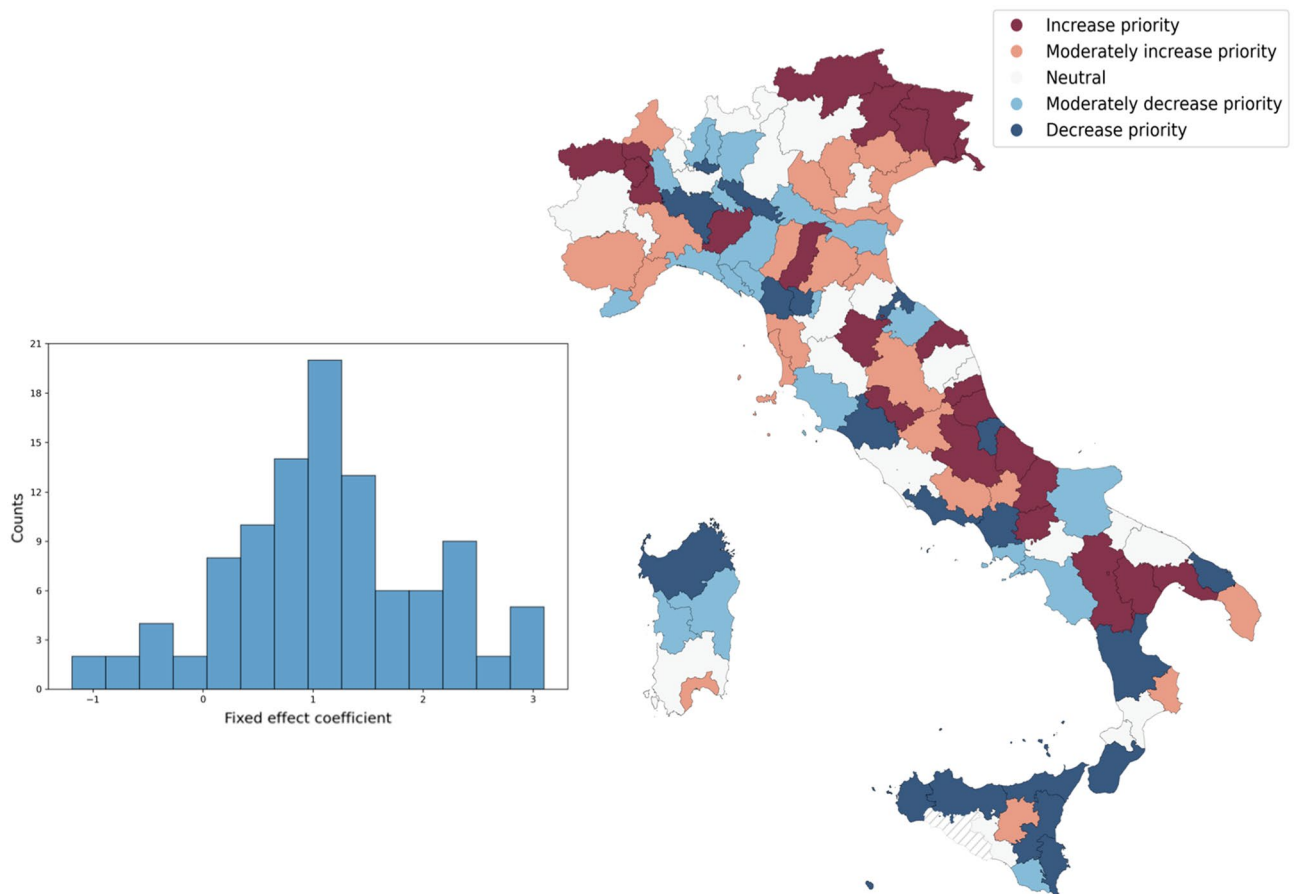 Increase priority
Moderately increase priority
Neutral
Moderately decrease priority
Decrease priority
21
18
15
12
9
6
3
0
Counts
−1
0
1
2
3
Fixed effect coefficient